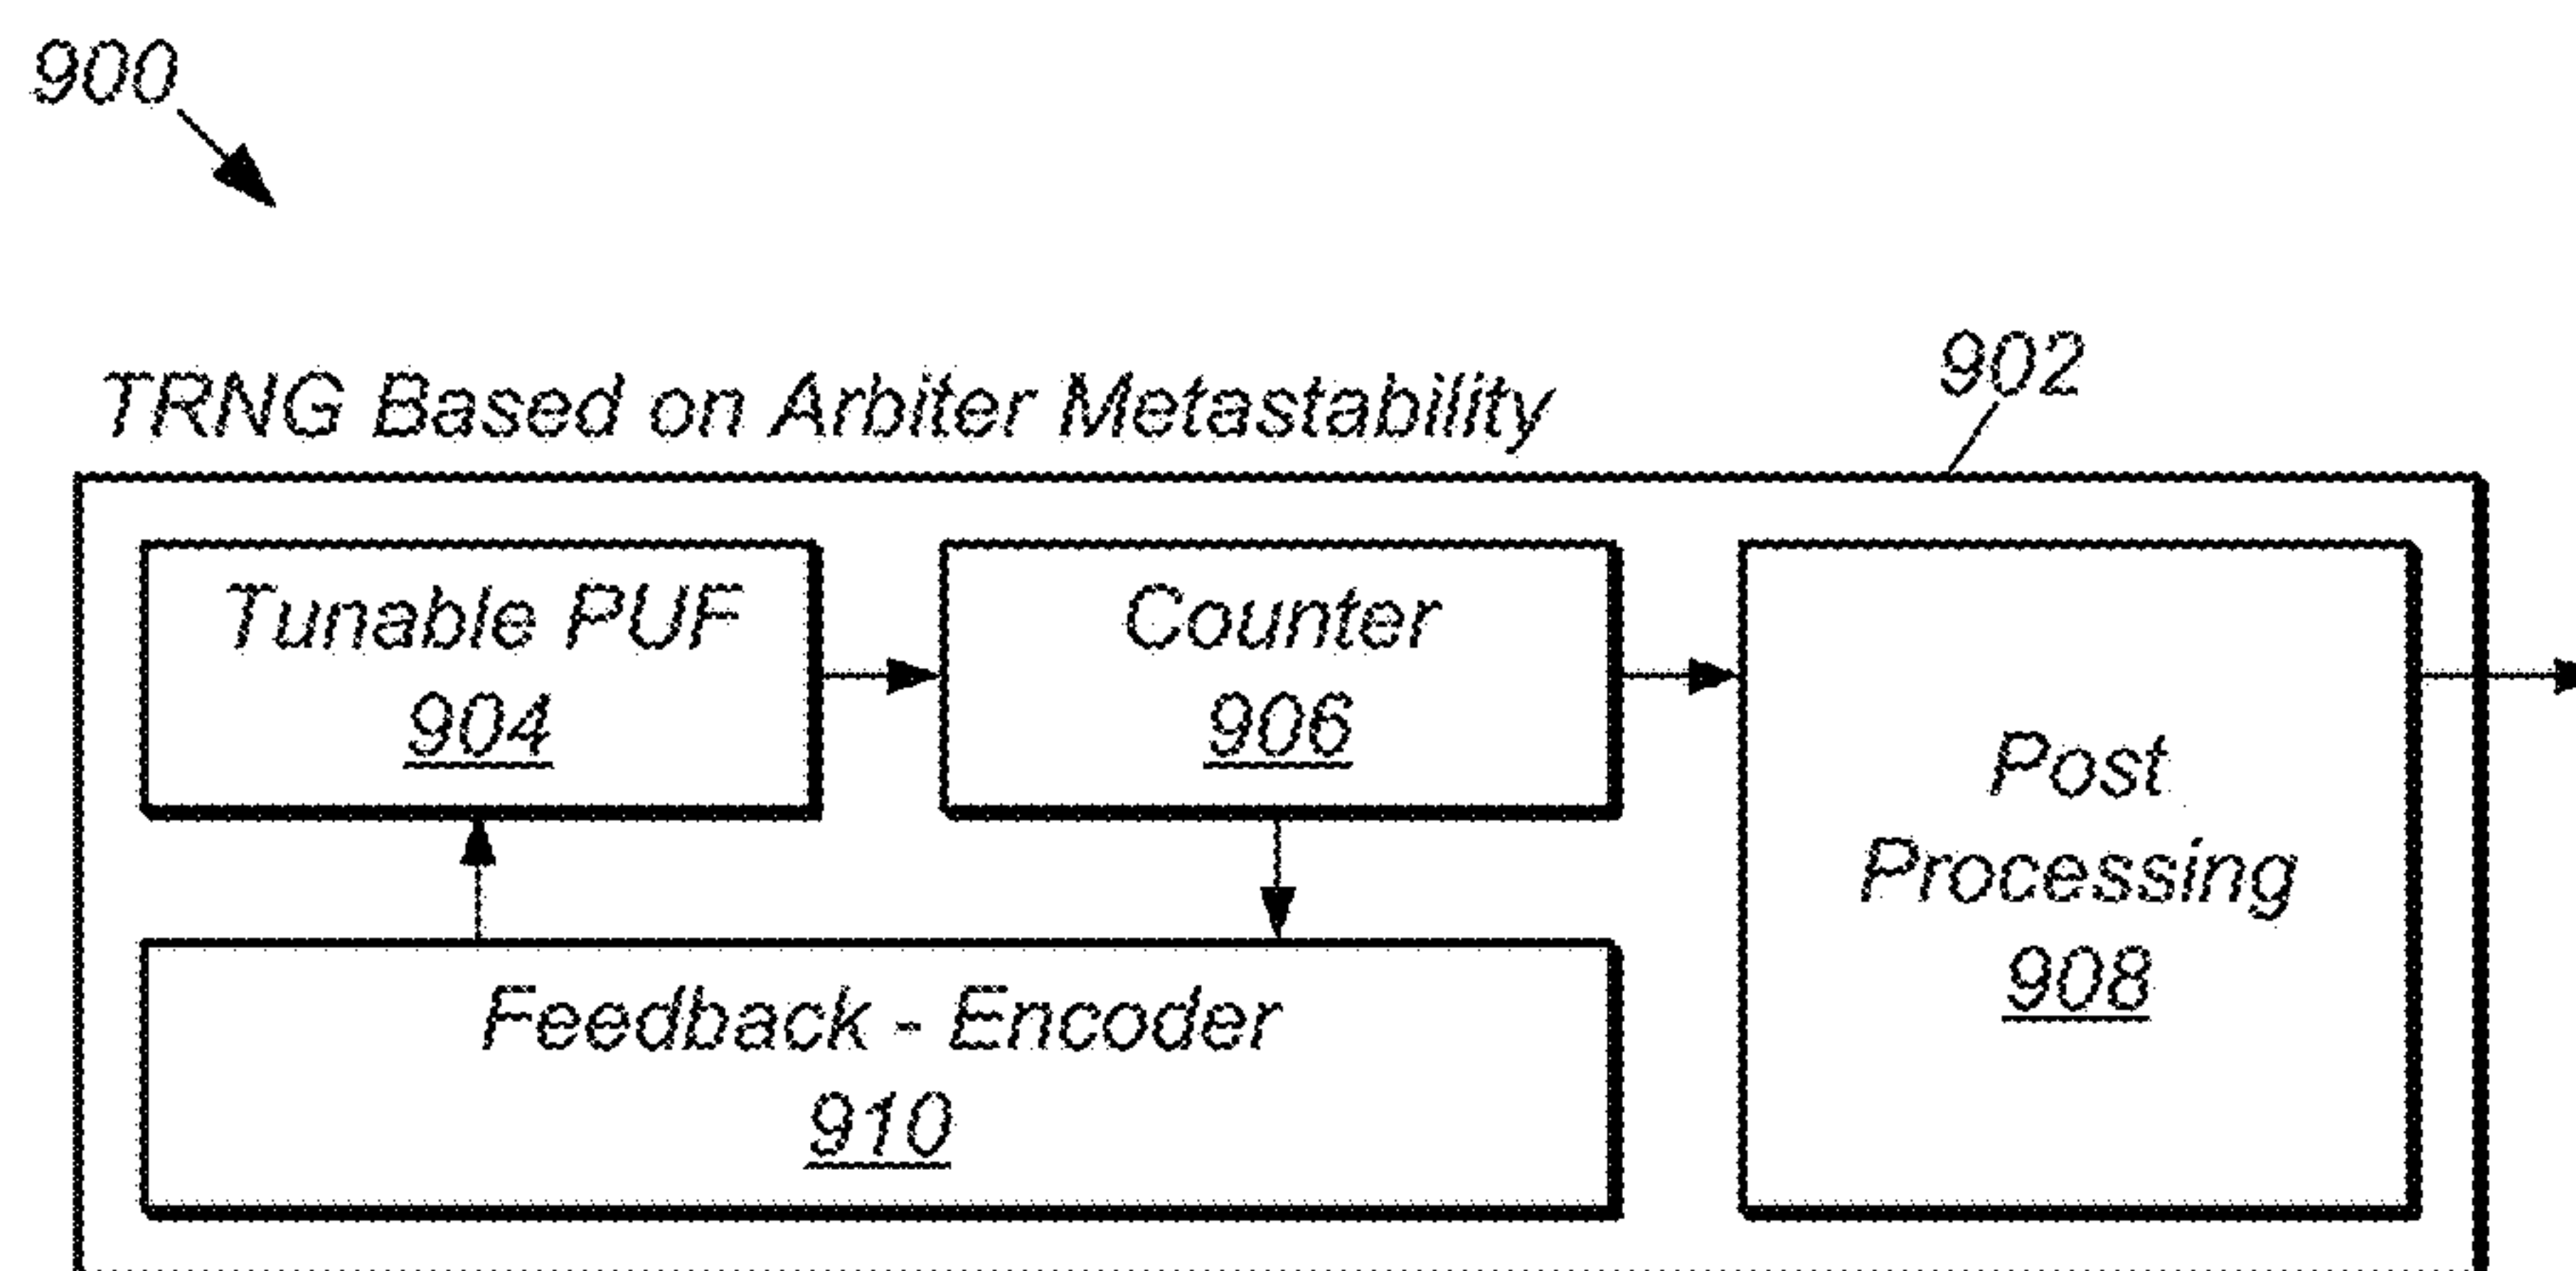 900
902
TRNG Based on Arbiter Metastability
Tunable PUF
904
Counter
906
Post
Processing
908
Feedback - Encoder
910